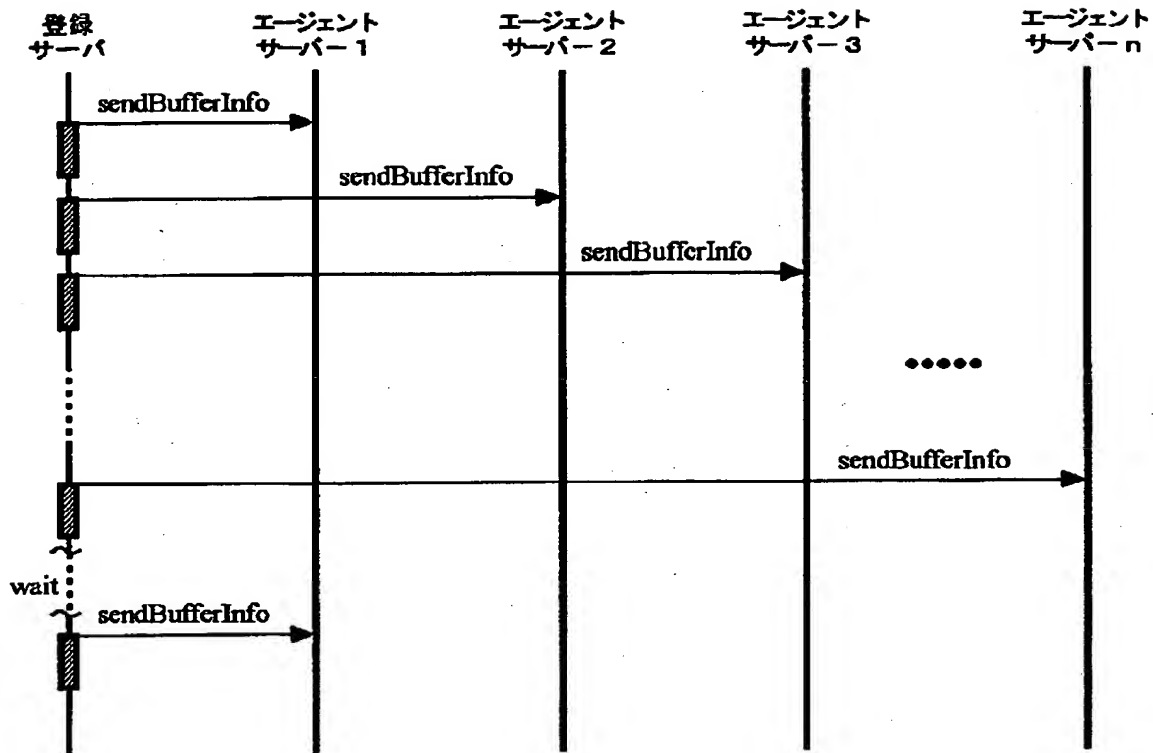 登録
サーバ
エージェント
サーバー1
エージェント
サーバー2
エージェント
サーバー3
エージェント
サーバーn
sendBufferInfo
sendBufferInfo
sendBufferInfo
sendBufferInfo
wait
sendBufferInfo